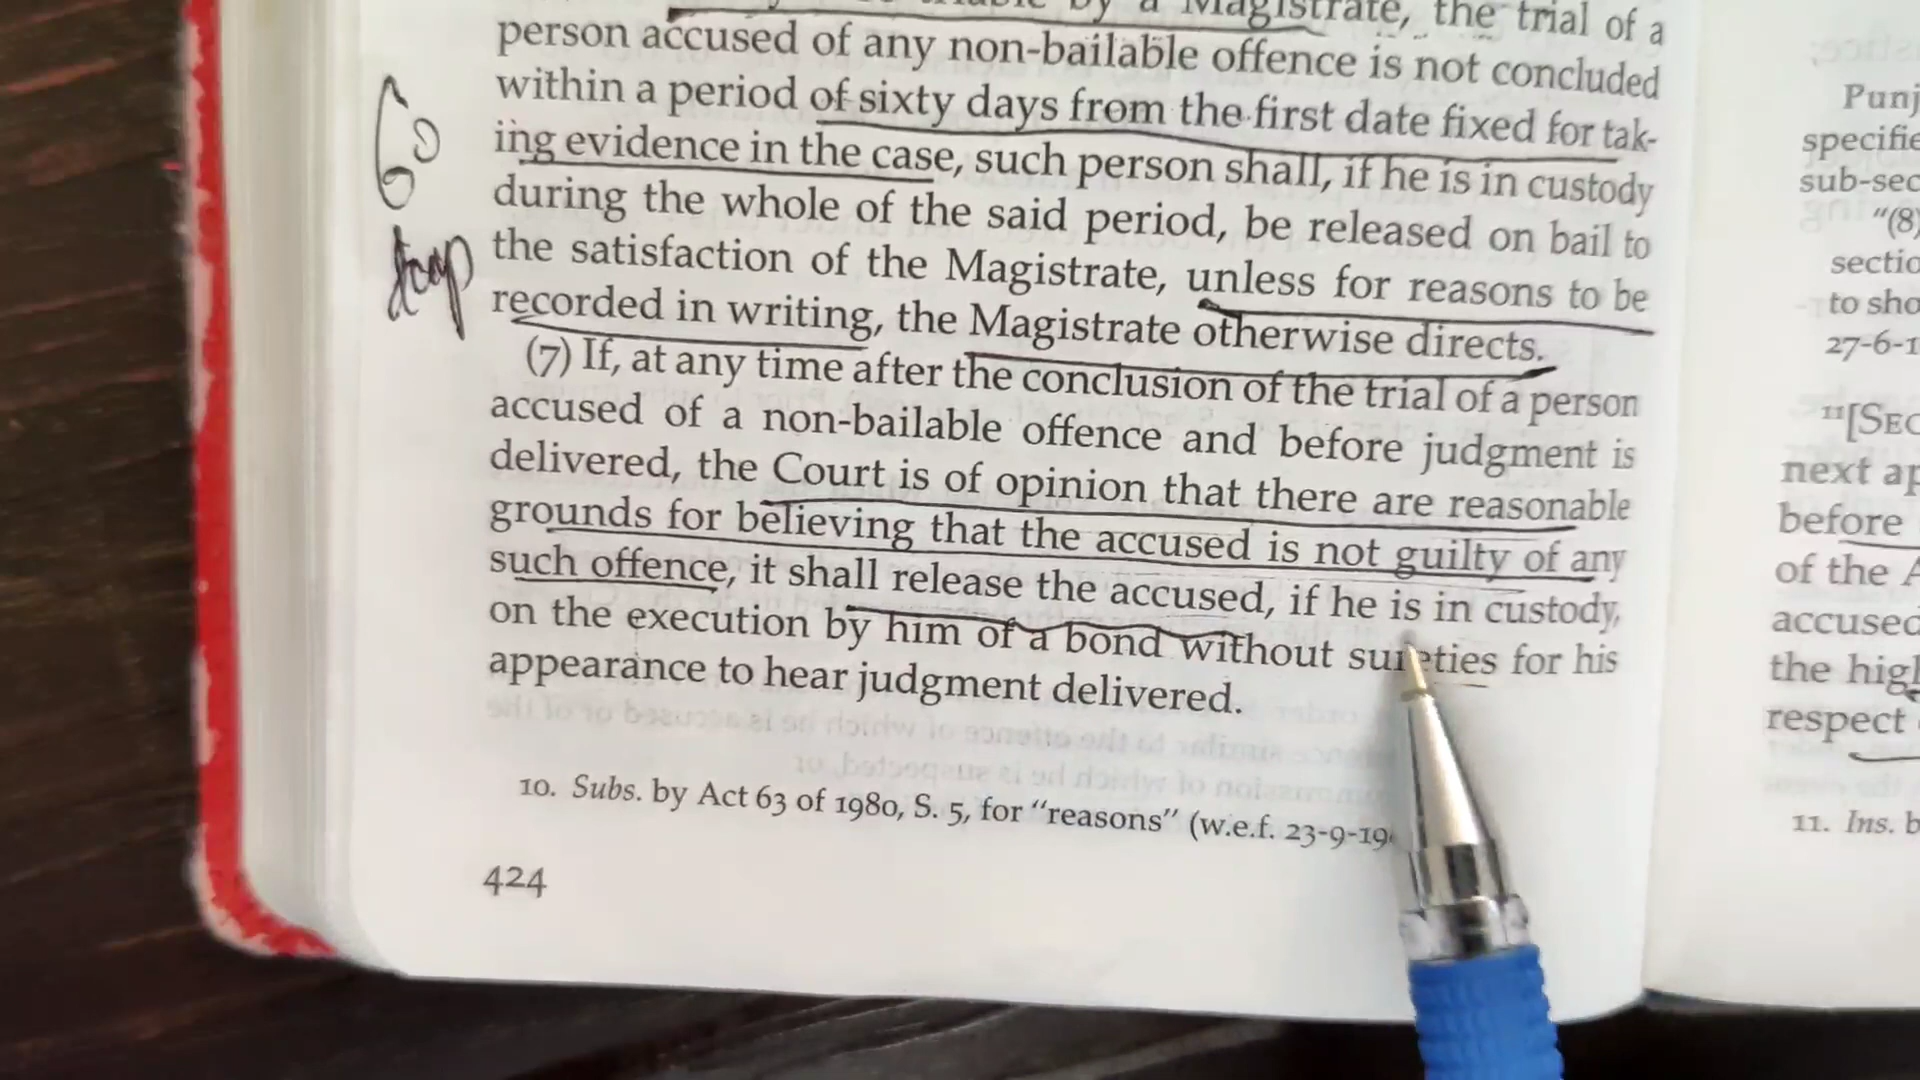 by a Magistrate, the trial of a
person accused of any non-bailable offence is not concluded
within a period of sixty days from the first date fixed for tak-
ing evidence in the case, such person shall, if he is in custody
during the whole of the said period, be released on bail to
the satisfaction of the Magistrate, unless for reasons to be
recorded in writing, the Magistrate otherwise directs.
(7) If, at any time after the conclusion of the trial of a person
accused of a non-bailable offence and before judgment is
delivered, the Court is of opinion that there are reasonable
grounds for believing that the accused is not guilty of any
such offence, it shall release the accused, if he is in custody,
on the execution by him of a bond without sureties for his
appearance to hear judgment delivered.
10. Subs. by Act 63 of 1980, S. 5, for "reasons" (w.e.f. 23-9-19
424
60
Punj
specifie
sub-sec
"(8)
sectio
to sho
27-6-1
11[SEC
next ap
before
of the A
accused
the high
respect
11. Ins. b